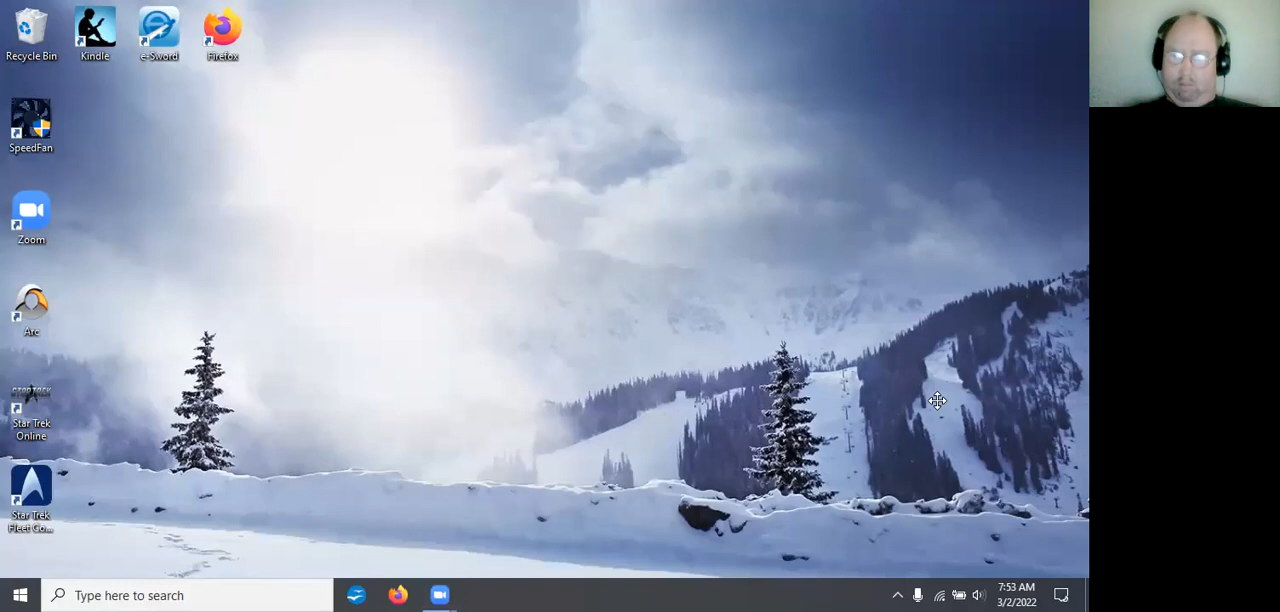 Recycle Bin
Kindle
e-Sword
Firefox
SpeedFan
Zoom
Arc
Star Trek
Online
Star Trek
Fleet Co...
Type here to search
7:53 AM
3/2/2022